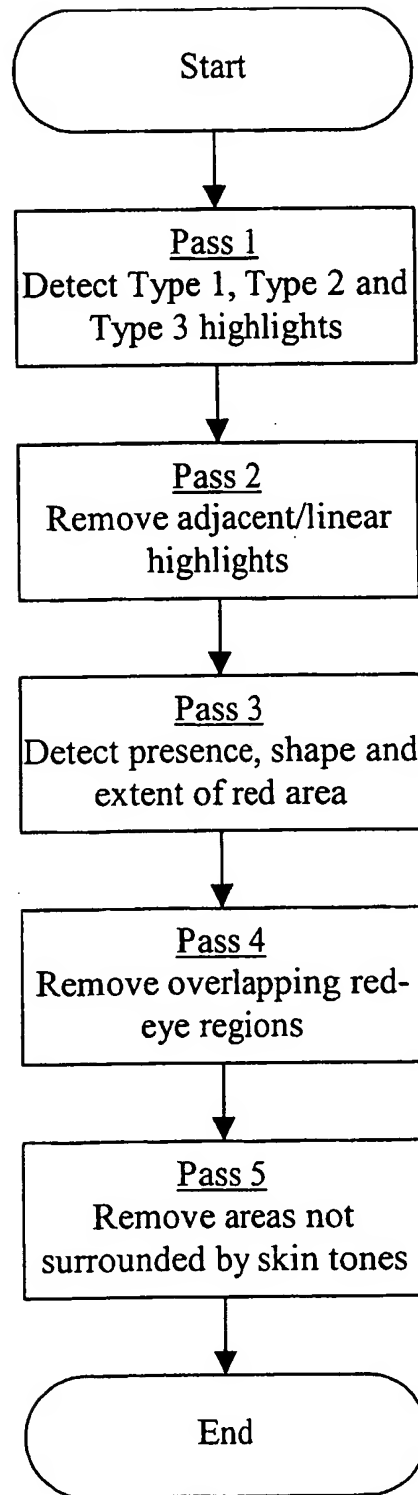 Start
Pass 1
Detect Type 1, Type 2 and
Type 3 highlights
Pass 2
Remove adjacent/linear
highlights
Pass 3
Detect presence, shape and
extent of red area
Pass 4
Remove overlapping red-
eye regions
Pass 5
Remove areas not
surrounded by skin tones
End